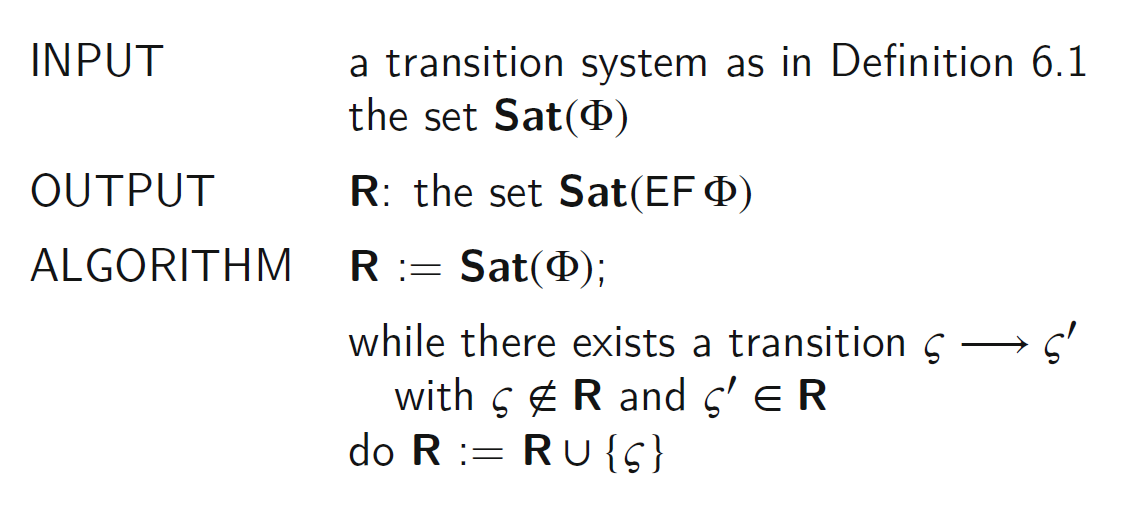 INPUT a transition system as in Definition 6.1
the set Sat(Φ)
OUTPUT R: the set Sat(EF Φ)
ALGORITHM R := Sat(Φ);
while there exists a transition ς ⟶ ς′
with ς ∉ R and ς′ ∈ R
do R := R ∪ {ς}